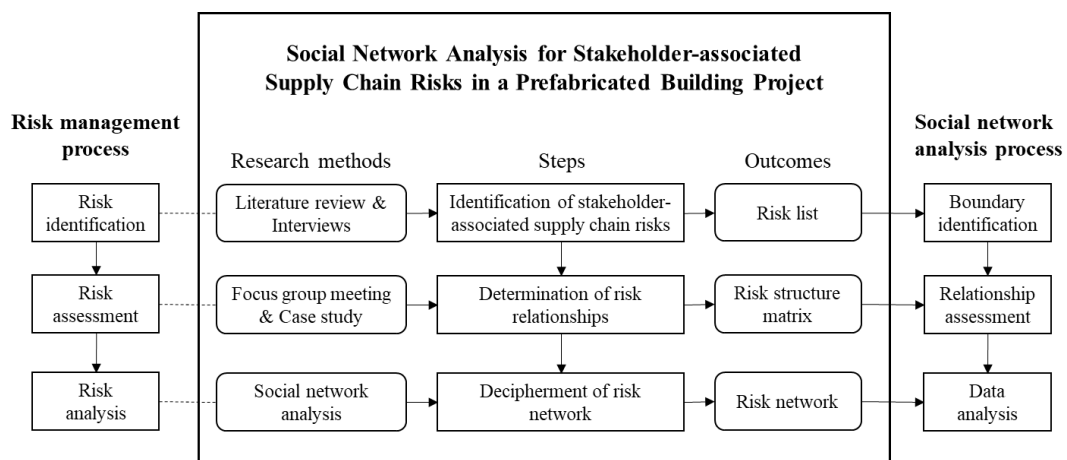 Social Network Analysis for Stakeholder-associated
Supply Chain Risks in a Prefabricated Building Project
Risk management
process
Social network
analysis process
Research methods
Steps
Outcomes
Risk
identification
Literature review &
Interviews
Identification of stakeholder-
associated supply chain risks
Risk list
Boundary
identification
Risk
assessment
Focus group meeting
& Case study
Determination of risk
relationships
Risk structure
matrix
Relationship
assessment
Risk
analysis
Social network
analysis
Decipherment of risk
network
Risk network
Data
analysis